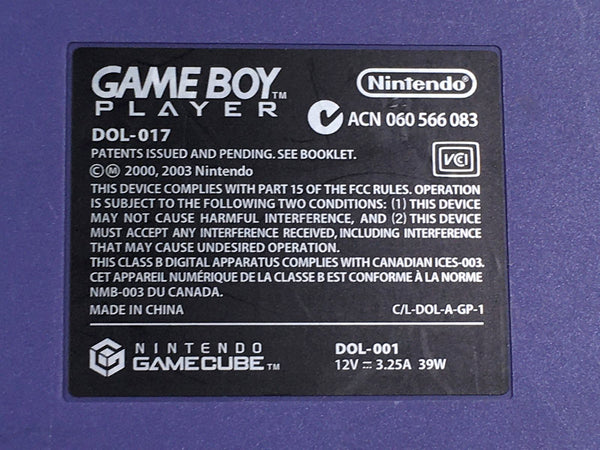 GAME BOY™
PLAYER
Nintendo®
ACN 060 566 083
DOL-017
PATENTS ISSUED AND PENDING. SEE BOOKLET.
VCI
©Ⓜ 2000, 2003 Nintendo
THIS DEVICE COMPLIES WITH PART 15 OF THE FCC RULES. OPERATION
IS SUBJECT TO THE FOLLOWING TWO CONDITIONS: (1) THIS DEVICE
MAY NOT CAUSE HARMFUL INTERFERENCE, AND (2) THIS DEVICE
MUST ACCEPT ANY INTERFERENCE RECEIVED, INCLUDING INTERFERENCE
THAT MAY CAUSE UNDESIRED OPERATION.
THIS CLASS B DIGITAL APPARATUS COMPLIES WITH CANADIAN ICES-003.
CET APPAREIL NUMÉRIQUE DE LA CLASSE B EST CONFORME À LA NORME
NMB-003 DU CANADA.
MADE IN CHINA
C/L-DOL-A-GP-1
NINTENDO
GAMECUBE™
DOL-001
12V ⎓ 3.25A 39W